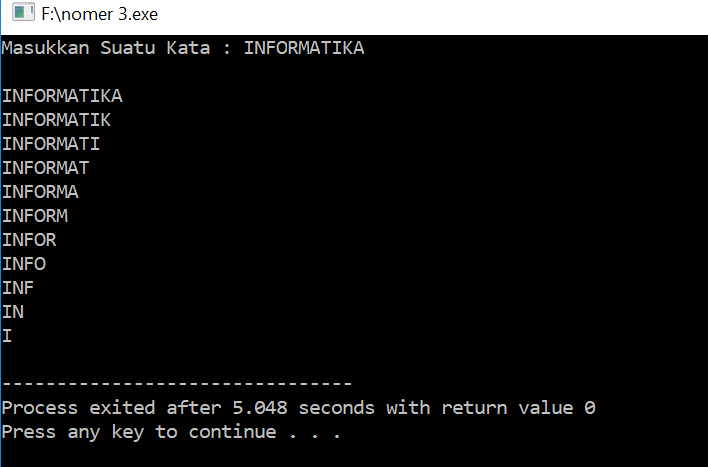 F:\nomer 3.exe
Masukkan Suatu Kata : INFORMATIKA
INFORMATIKA
INFORMATIK
INFORMATI
INFORMAT
INFORMA
INFORM
INFOR
INFO
INF
IN
I
--------------------------------
Process exited after 5.048 seconds with return value 0
Press any key to continue . . .